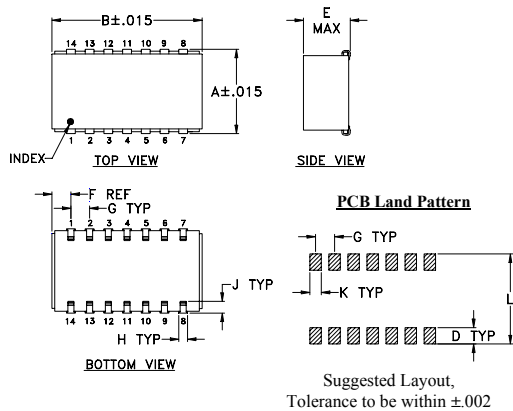 B±.015
E
MAX
14 13 12 11 10 9 8
A±.015
INDEX
1 2 3 4 5 6 7
TOP VIEW
SIDE VIEW
F REF
G TYP
1 2 3 4 5 6 7
J TYP
14 13 12 11 10 9 8
H TYP
BOTTOM VIEW
PCB Land Pattern
G TYP
K TYP
L
D TYP
Suggested Layout,
Tolerance to be within ±.002